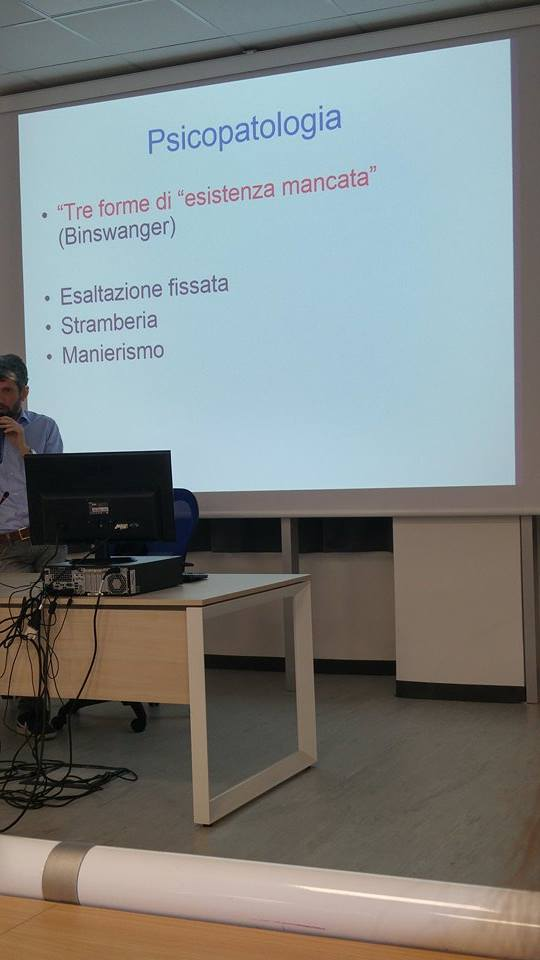 Psicopatologia
• “Tre forme di “esistenza mancata”
(Binswanger)
• Esaltazione fissata
• Stramberia
• Manierismo